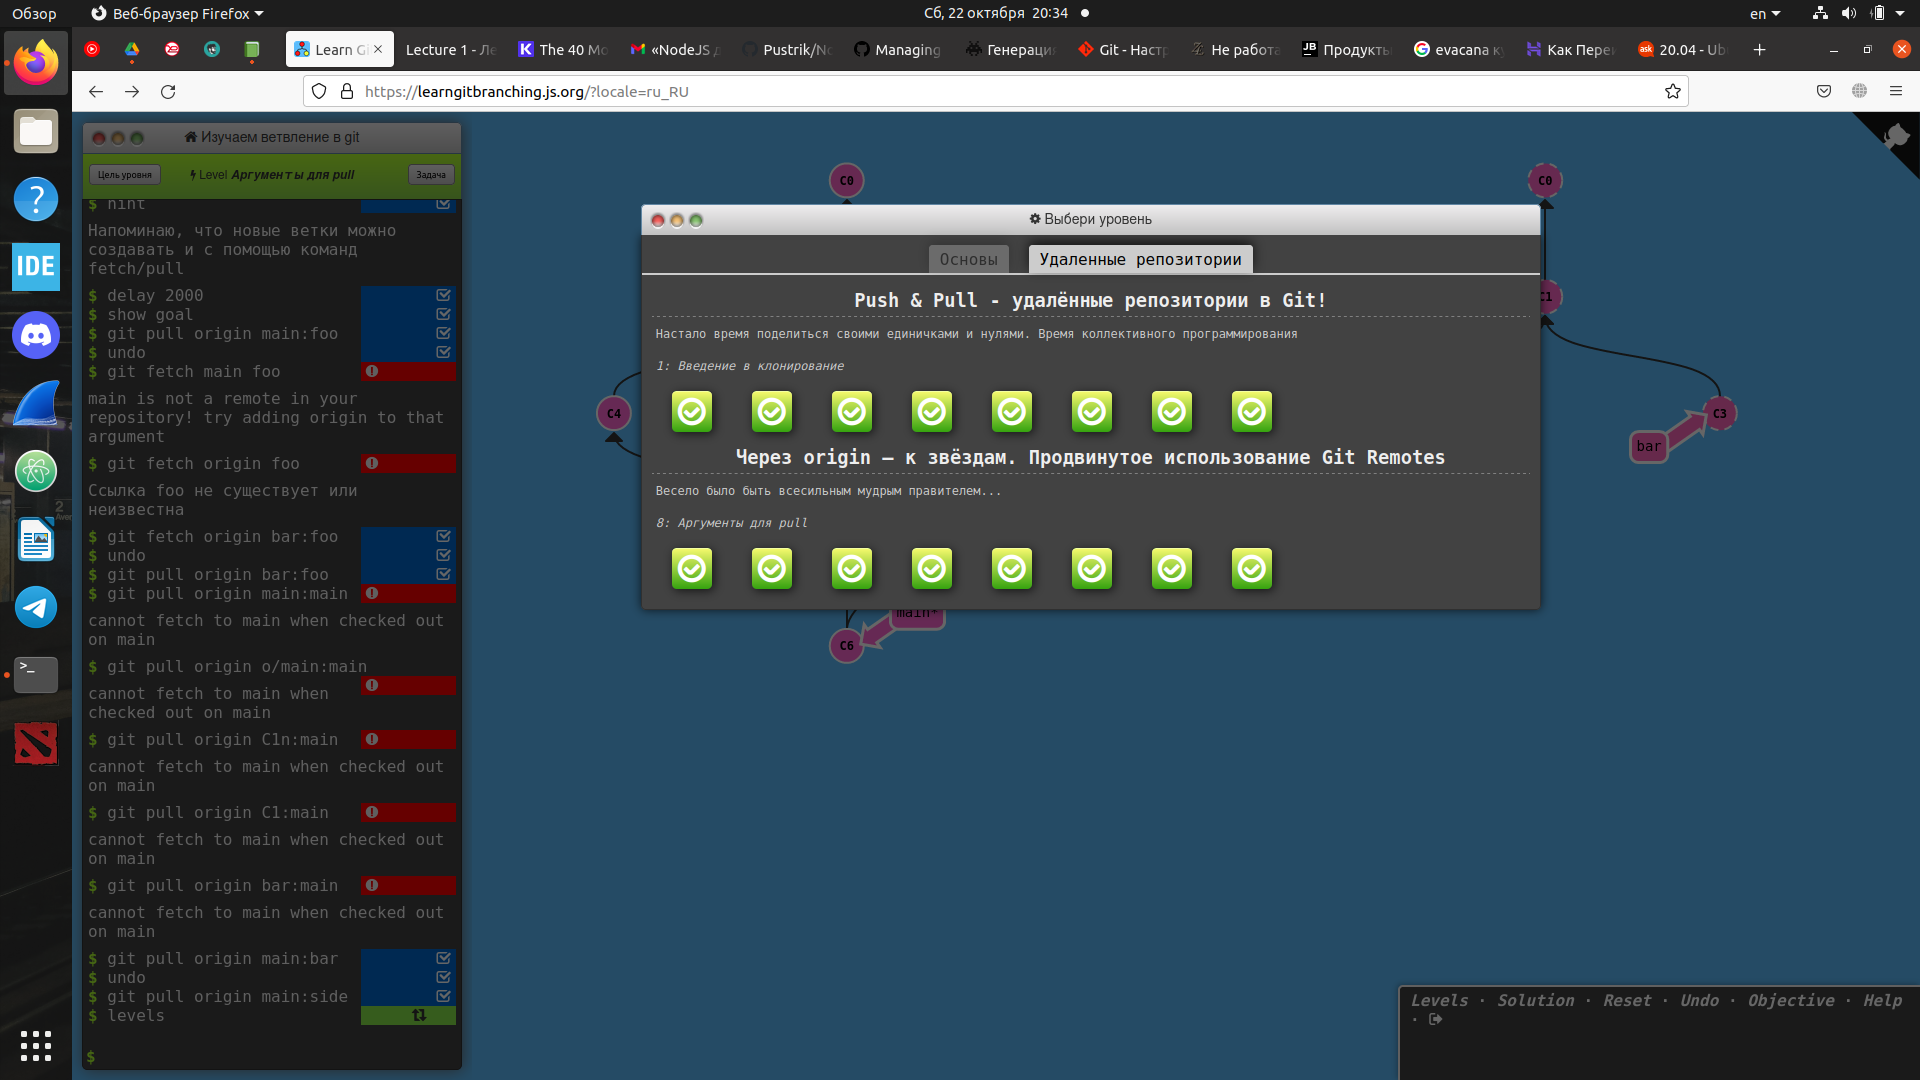 Обзор
Веб-браузер Firefox
Сб, 22 октября 20:34
en
Learn Gi
Lecture 1 - Ле
The 40 Mo
«NodeJS д
Pustrik/No
Managing
Генерация
Git - Настр
Не работа
Продукты
evacana ку
Как Переи
20.04 - Ub
https://learngitbranching.js.org/?locale=ru_RU
Изучаем ветвление в git
Цель уровня
Level Аргументы для pull
Задача
$ hint
Напоминаю, что новые ветки можно
создавать и с помощью команд
fetch/pull
$ delay 2000
$ show goal
$ git pull origin main:foo
$ undo
$ git fetch main foo
main is not a remote in your
repository! try adding origin to that
argument
$ git fetch origin foo
Ссылка foo не существует или
неизвестна
$ git fetch origin bar:foo
$ undo
$ git pull origin bar:foo
$ git pull origin main:main
cannot fetch to main when checked out
on main
$ git pull origin o/main:main
cannot fetch to main when
checked out on main
$ git pull origin C1n:main
cannot fetch to main when checked out
on main
$ git pull origin C1:main
cannot fetch to main when checked out
on main
$ git pull origin bar:main
cannot fetch to main when checked out
on main
$ git pull origin main:bar
$ undo
$ git pull origin main:side
$ levels
$
C0
C4
C6
main*
C0
C1
C3
bar
Выбери уровень
Основы
Удаленные репозитории
Push & Pull - удалённые репозитории в Git!
Настало время поделиться своими единичками и нулями. Время коллективного программирования
1: Введение в клонирование
Через origin – к звёздам. Продвинутое использование Git Remotes
Весело было быть всесильным мудрым правителем...
8: Аргументы для pull
Levels · Solution · Reset · Undo · Objective · Help
·
IDE